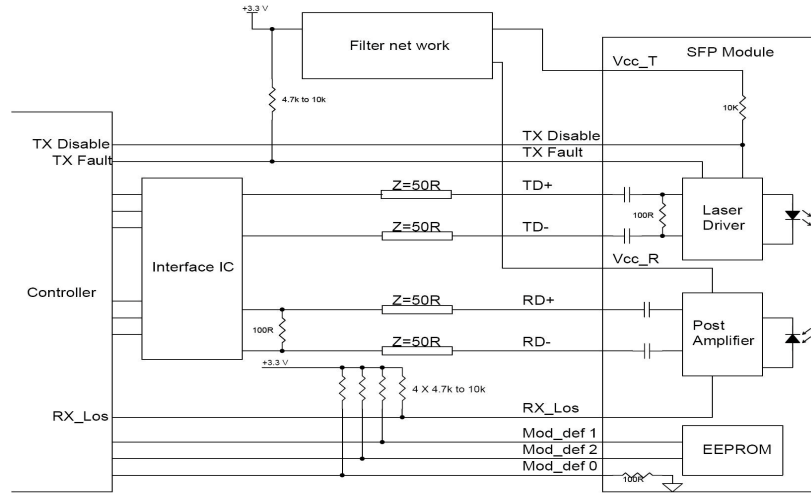 +3.3 V
Filter net work
SFP Module
Vcc_T
4.7k to 10k
10K
TX Disable
TX Disable
TX Fault
TX Fault
Z=50R
TD+
100R
Laser
Driver
Z=50R
TD-
Interface IC
Vcc_R
Controller
Z=50R
RD+
Post
Amplifier
100R
Z=50R
RD-
+3.3 V
4 X 4.7k to 10k
RX_Los
RX_Los
Mod_def 1
Mod_def 2
EEPROM
Mod_def 0
100R